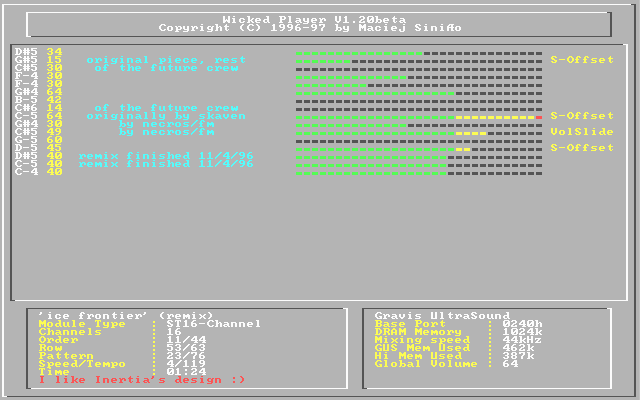 Wicked Player V1.20beta
Copyright (C) 1996-97 by Maciej Sinilło
D#5 34
G#5 15 original piece, rest S-Offset
C#5 30 of the future crew
F-4 30
F-4 30
G#4 64
B-5 42
C#6 14 of the future crew
C-5 64 originally by skaven S-Offset
G#4 30 by necros/fm
C#5 49 by necros/fm VolSlide
G-5 60
D-5 45 S-Offset
D#5 40 remix finished 11/4/96
C-5 40 remix finished 11/4/96
C-4 40
'ice frontier' (remix)
Module Type : ST16-Channel
Channels : 16
Order : 11/44
Row : 53/63
Pattern : 23/76
Speed/Tempo : 4/119
Time : 01:24
I like Inertia's design :)
Gravis UltraSound
Base Port : 0240h
DRAM Memory : 1024k
Mixing speed : 44kHz
GUS Mem Used : 462k
Hi Mem Used : 387k
Global Volume : 64